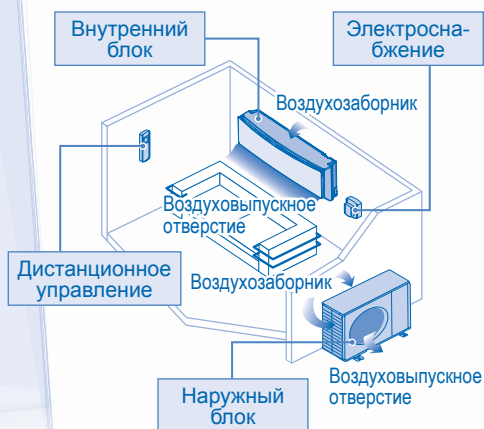 Внутренний
блок
Электросна-
бжение
Воздухозаборник
Воздуховыпускное
отверстие
Дистанционное
управление
Воздухозаборник
Воздуховыпускное
отверстие
Наружный
блок